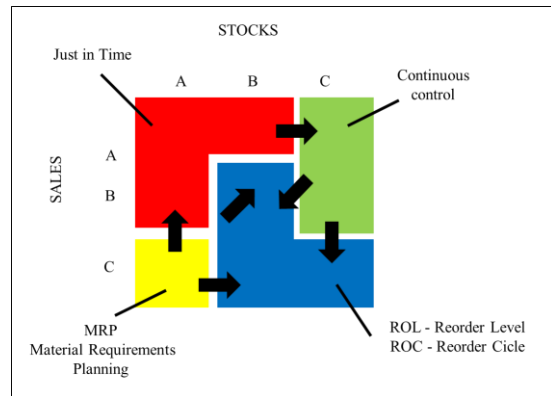 STOCKS
Just in Time
A B C
Continuous
control
SALES
A
B
C
MRP
Material Requirements
Planning
ROL - Reorder Level
ROC - Reorder Cicle